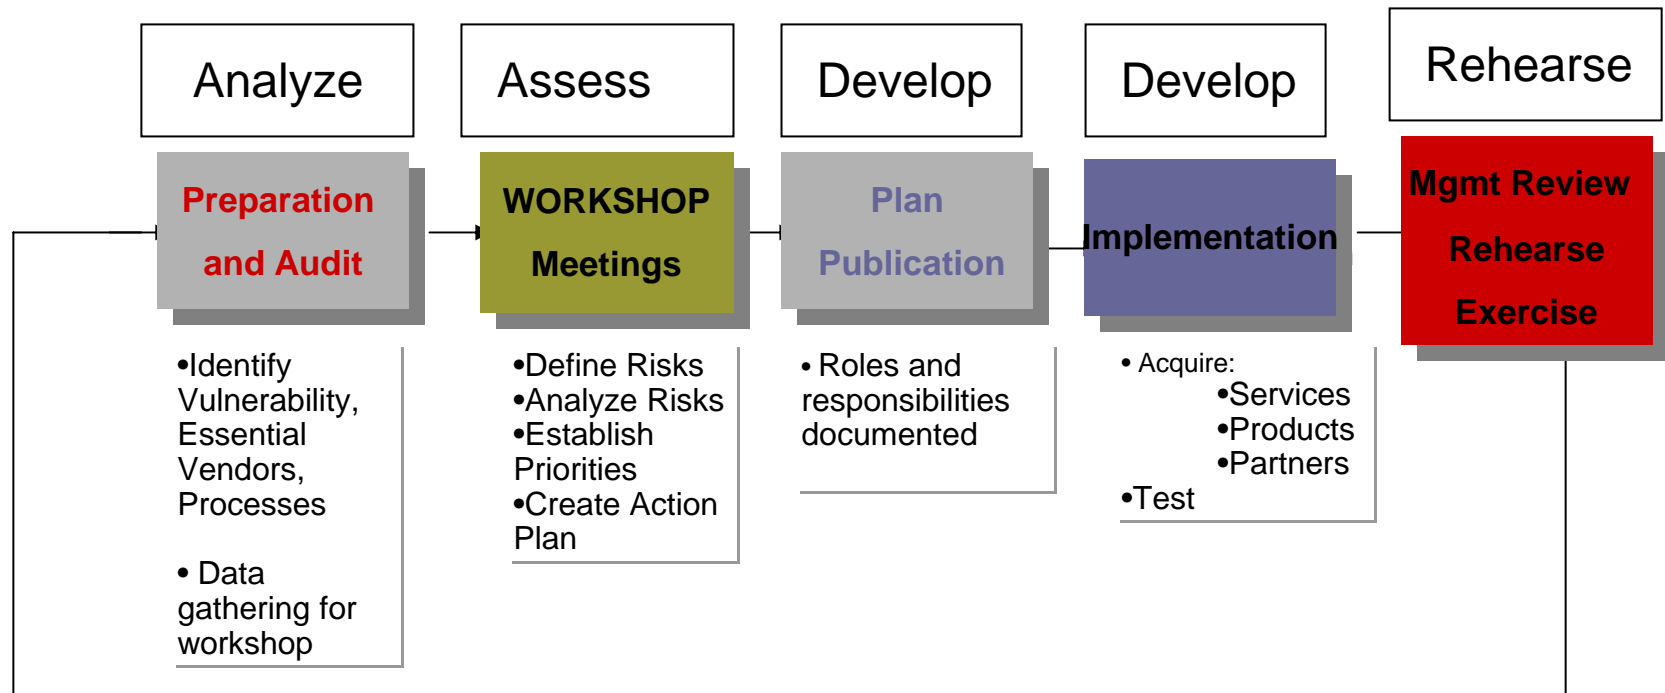 Analyze
Assess
Develop
Develop
Rehearse
Preparation
and Audit
WORKSHOP
Meetings
Plan
Publication
Implementation
Mgmt Review
Rehearse
Exercise
•Identify
Vulnerability,
Essential
Vendors,
Processes
• Data
gathering for
workshop
•Define Risks
•Analyze Risks
•Establish
Priorities
•Create Action
Plan
• Roles and
responsibilities
documented
• Acquire:
•Services
•Products
•Partners
•Test